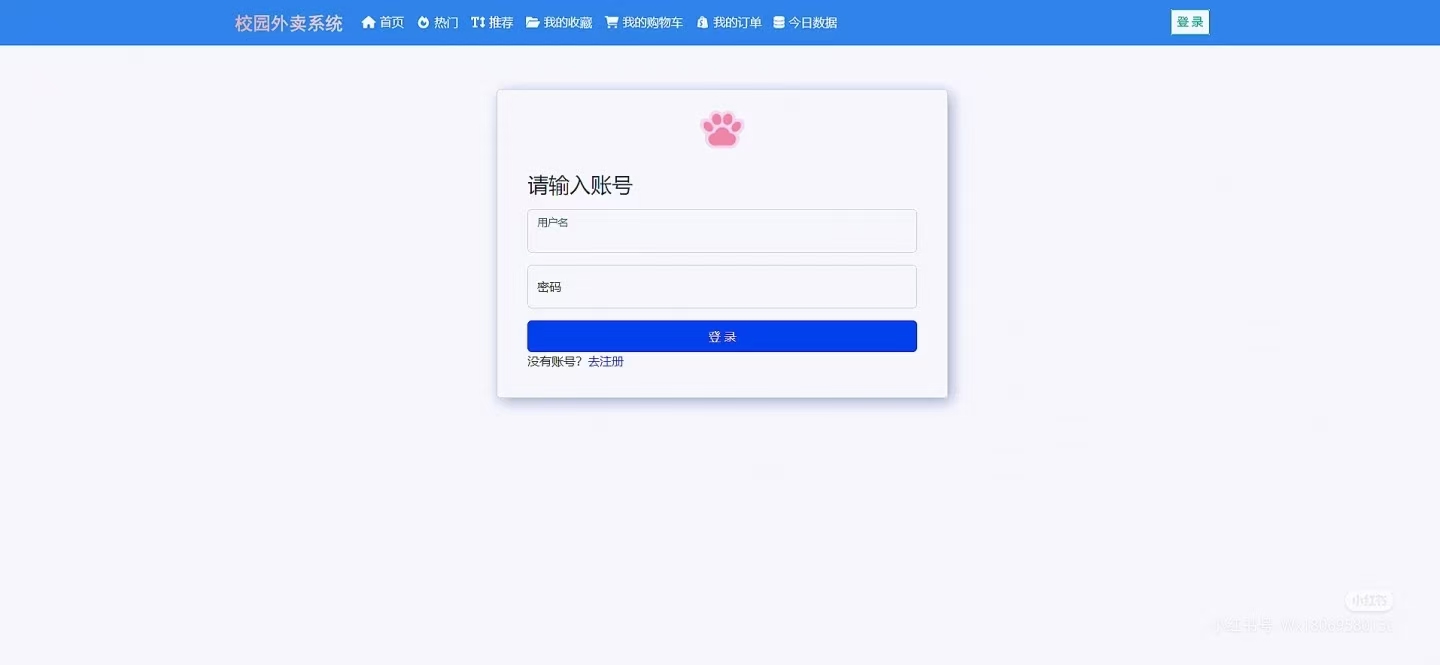 校园外卖系统 首页 热门 推荐 我的收藏 我的购物车 我的订单 今日数据 登 录
请输入账号
用户名
密码
登 录
没有账号？去注册
小红书
小红书号: